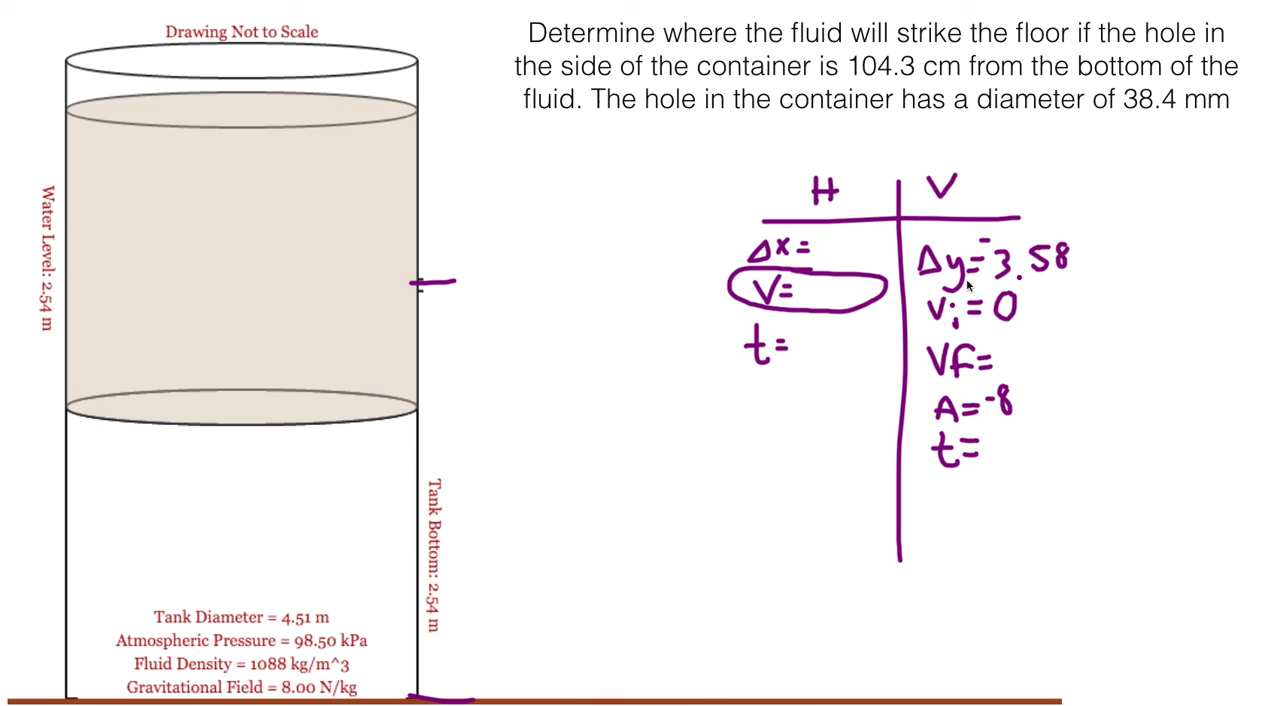 Drawing Not to Scale
Determine where the fluid will strike the floor if the hole in
the side of the container is 104.3 cm from the bottom of the
fluid. The hole in the container has a diameter of 38.4 mm
Water Level: 2.54 m
H V
Δx= Δy=-3.58
V= Vi=0
t= VF=
A=-8
t=
Tank Bottom: 2.54 m
Tank Diameter = 4.51 m
Atmospheric Pressure = 98.50 kPa
Fluid Density = 1088 kg/m^3
Gravitational Field = 8.00 N/kg